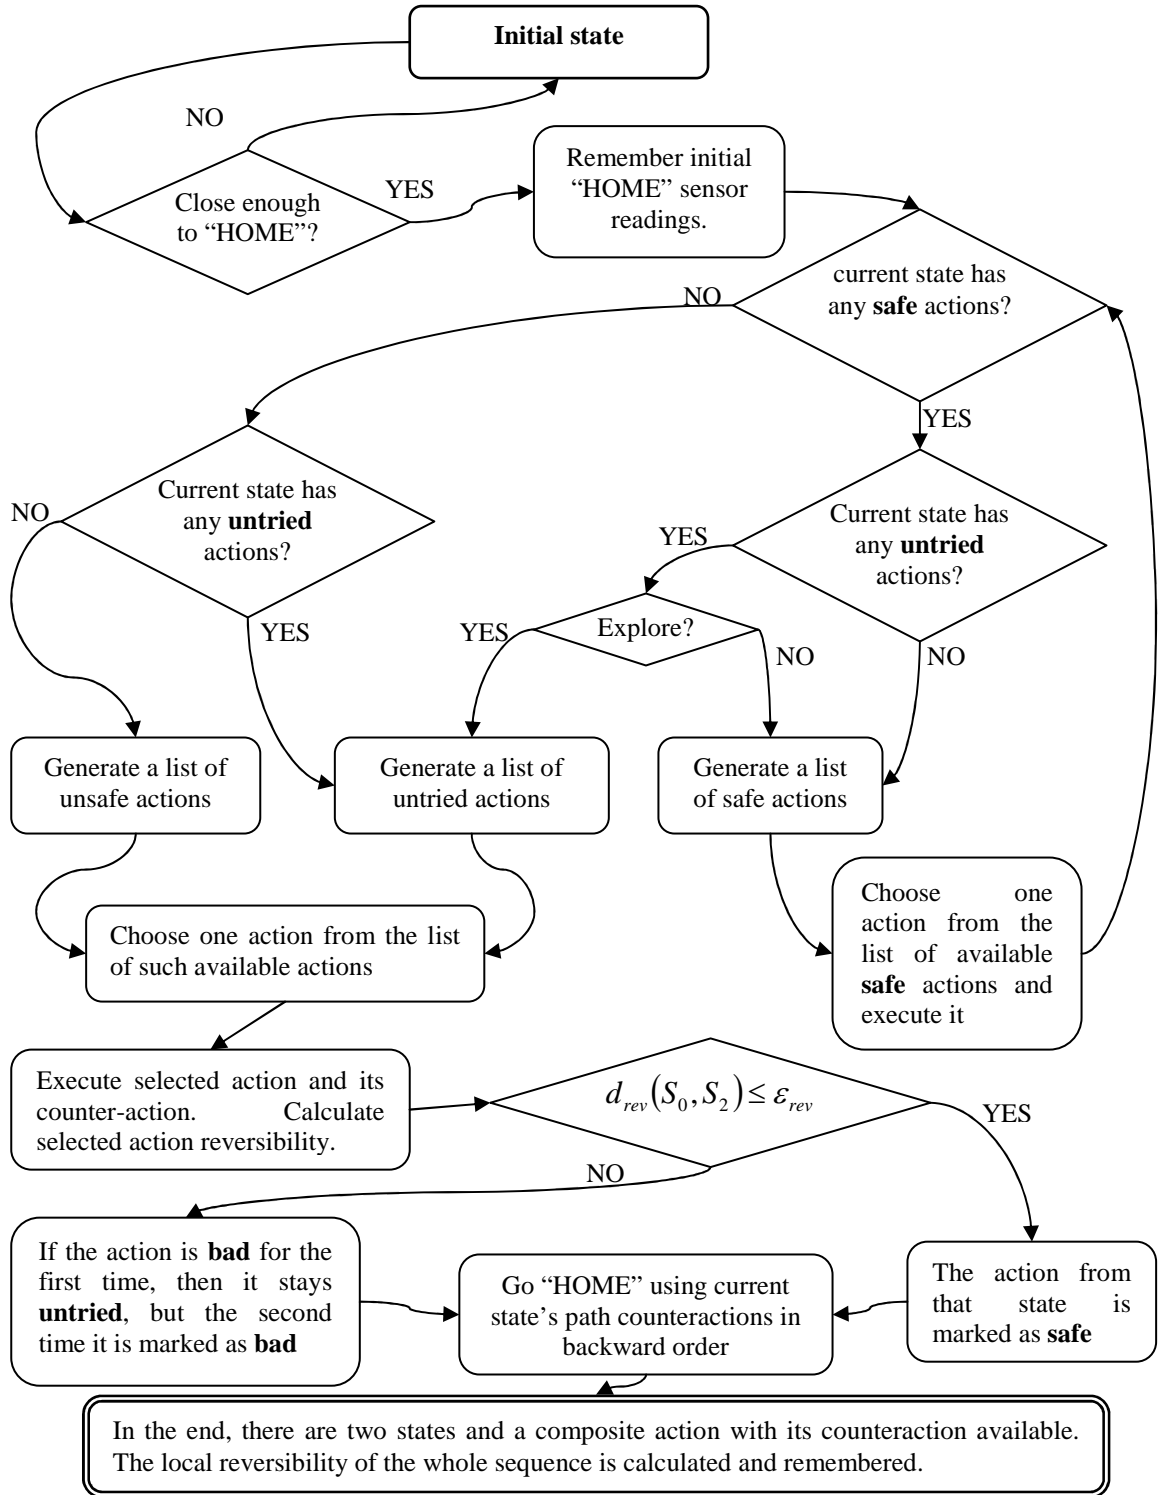 Initial state
NO
Close enough
to “HOME”?
YES
Remember initial
“HOME” sensor
readings.
current state has
any safe actions?
NO
YES
Current state has
any untried
actions?
NO
YES
Current state has
any untried
actions?
YES
NO
Explore?
YES
NO
Generate a list of
unsafe actions
Generate a list of
untried actions
Generate a list
of safe actions
Choose one
action from the
list of available
safe actions and
execute it
Choose one action from the list
of such available actions
Execute selected action and its
counter-action. Calculate
selected action reversibility.
d_rev(S_0, S_2) ≤ ε_rev
YES
NO
If the action is bad for the
first time, then it stays
untried, but the second
time it is marked as bad
Go “HOME” using current
state’s path counteractions in
backward order
The action from
that state is
marked as safe
In the end, there are two states and a composite action with its counteraction available.
The local reversibility of the whole sequence is calculated and remembered.